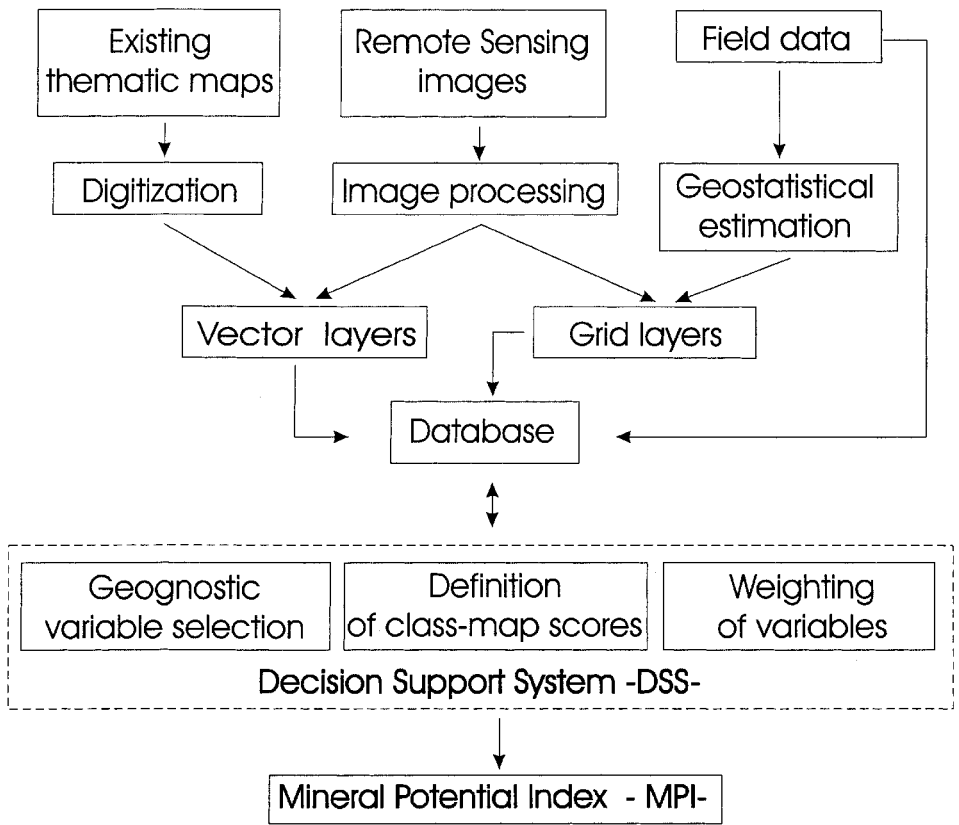 Existing
thematic maps
Remote Sensing
images
Field data
Digitization
Image processing
Geostatistical
estimation
Vector layers
Grid layers
Database
Geognostic
variable selection
Definition
of class-map scores
Weighting
of variables
Decision Support System -DSS-
Mineral Potential Index - MPI-